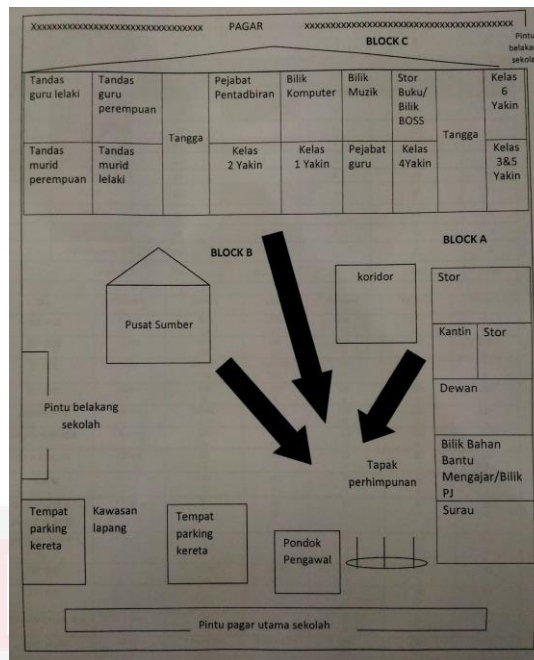 Xxxxxxxxxxxxxxxxxxxxxxxxxxxxxxxx PAGAR xxxxxxxxxxxxxxxxxxxxxxxxxxxxxxxxxxxxxxx
BLOCK C
Pintu
belakang
sekolah
Tandas
guru lelaki
Tandas
guru
perempuan
Tangga
Pejabat
Pentadbiran
Bilik
Komputer
Bilik
Muzik
Stor
Buku/
Bilik
BOSS
Tangga
Kelas
6
Yakin
Tandas
murid
perempuan
Tandas
murid
lelaki
Kelas
2 Yakin
Kelas
1 Yakin
Pejabat
guru
Kelas
4Yakin
Kelas
3&5
Yakin
BLOCK B
BLOCK A
Pusat Sumber
koridor
Stor
Kantin
Stor
Dewan
Pintu belakang
sekolah
Bilik Bahan
Bantu
Mengajar/Bilik
PJ
Tapak
perhimpunan
Surau
Tempat
parking
kereta
Kawasan
lapang
Tempat
parking
kereta
Pondok
Pengawal
Pintu pagar utama sekolah